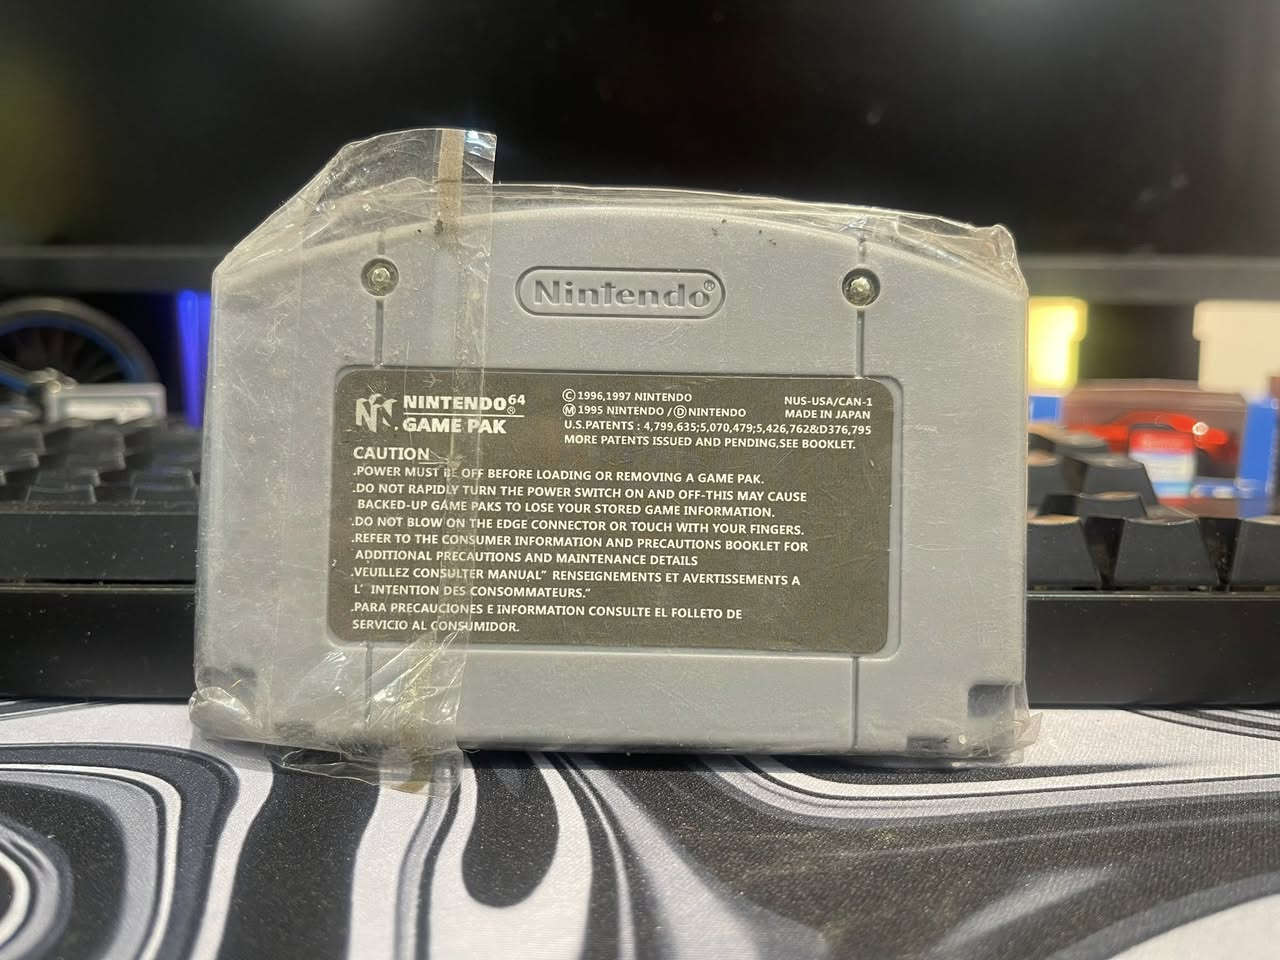 Nintendo®
NINTENDO64®
GAME PAK
©1996,1997 NINTENDO
NUS-USA/CAN-1
Ⓜ1995 NINTENDO/ⒹNINTENDO
MADE IN JAPAN
U.S.PATENTS : 4,799,635;5,070,479;5,426,762&D376,795
MORE PATENTS ISSUED AND PENDING,SEE BOOKLET.
CAUTION
.POWER MUST BE OFF BEFORE LOADING OR REMOVING A GAME PAK.
.DO NOT RAPIDLY TURN THE POWER SWITCH ON AND OFF-THIS MAY CAUSE
BACKED-UP GAME PAKS TO LOSE YOUR STORED GAME INFORMATION.
.DO NOT BLOW ON THE EDGE CONNECTOR OR TOUCH WITH YOUR FINGERS.
.REFER TO THE CONSUMER INFORMATION AND PRECAUTIONS BOOKLET FOR
ADDITIONAL PRECAUTIONS AND MAINTENANCE DETAILS
.VEUILLEZ CONSULTER MANUAL” RENSEIGNEMENTS ET AVERTISSEMENTS A
L’ INTENTION DES CONSOMMATEURS.“
.PARA PRECAUCIONES E INFORMATION CONSULTE EL FOLLETO DE
SERVICIO AL CONSUMIDOR.